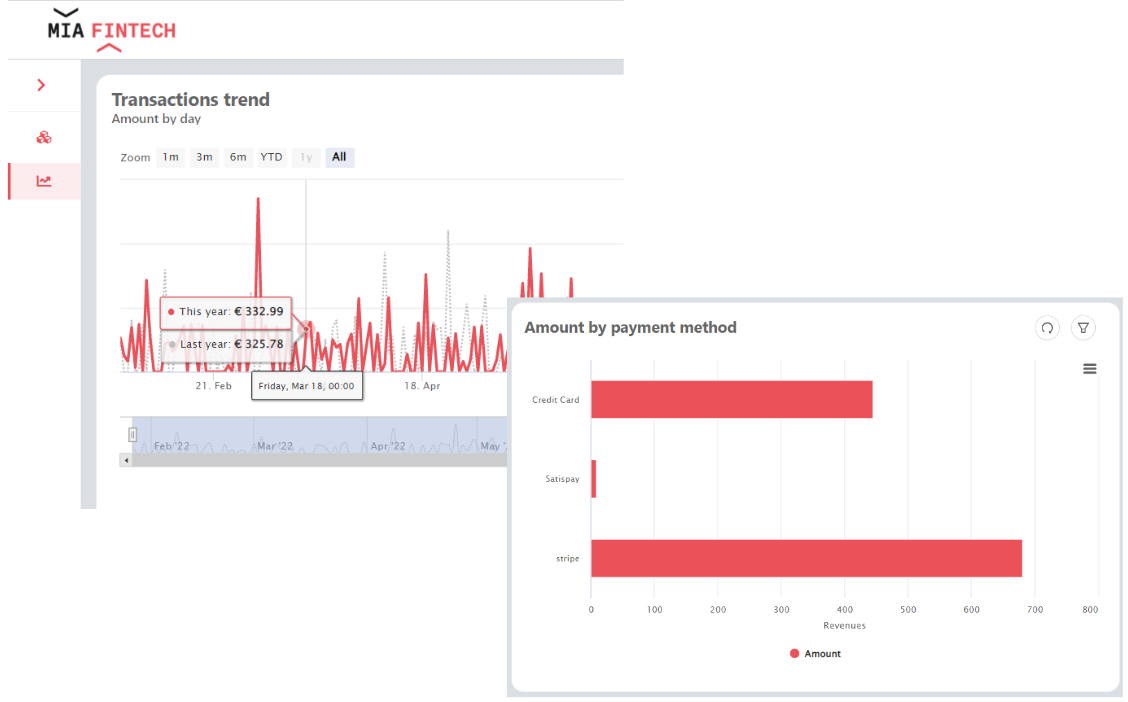 MIA FINTECH
Transactions trend
Amount by day
Zoom 1m 3m 6m YTD 1y All
This year: € 332.99
Last year: € 325.78
21. Feb 18. Apr
Friday, Mar 18, 00:00
Feb '22 Mar '22 Apr '22 May '
Amount by payment method
Credit Card
Satispay
stripe
0 100 200 300 400 500 600 700 800
Revenues
Amount